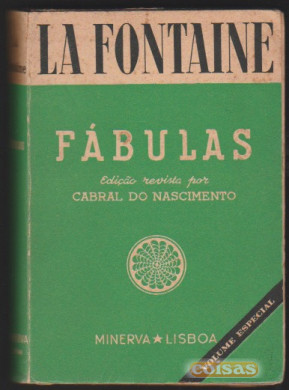 LA FONTAINE
FÁBULAS
Edição revista por
CABRAL DO NASCIMENTO
MINERVA ★ LISBOA
VOLUME ESPECIAL
coisas